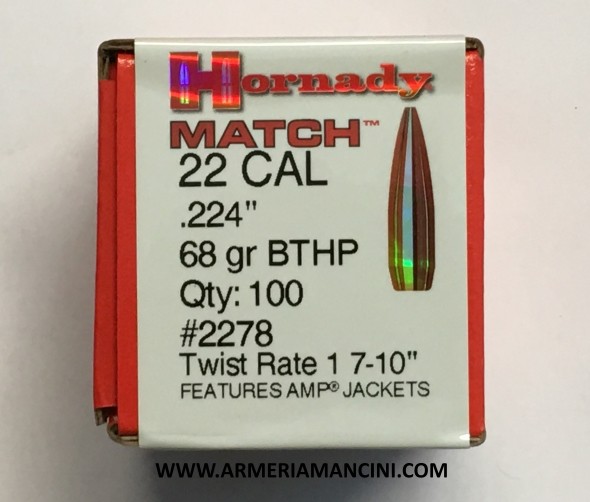 Hornady
MATCH™
22 CAL
.224"
68 gr BTHP
Qty: 100
#2278
Twist Rate 1 7-10"
FEATURES AMP® JACKETS
WWW.ARMERIAMANCINI.COM